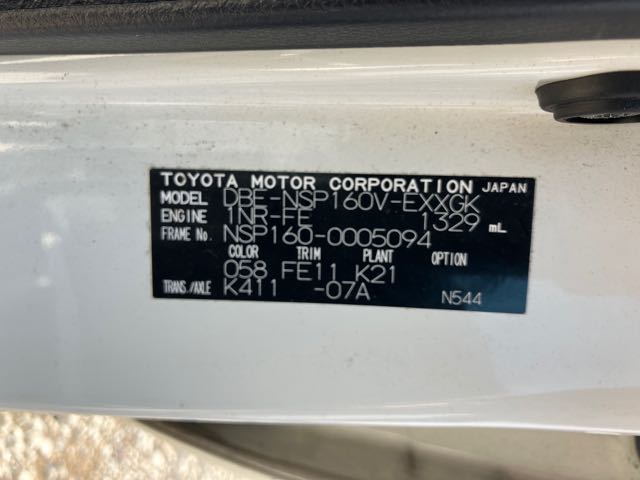 TOYOTA MOTOR CORPORATION JAPAN
MODEL DBE-NSP160V-EXXGK
ENGINE 1NR-FE 1329 mL
FRAME No. NSP160-0005094
COLOR TRIM PLANT OPTION
058 FE11 K21
TRANS./AXLE K411 -07A N544